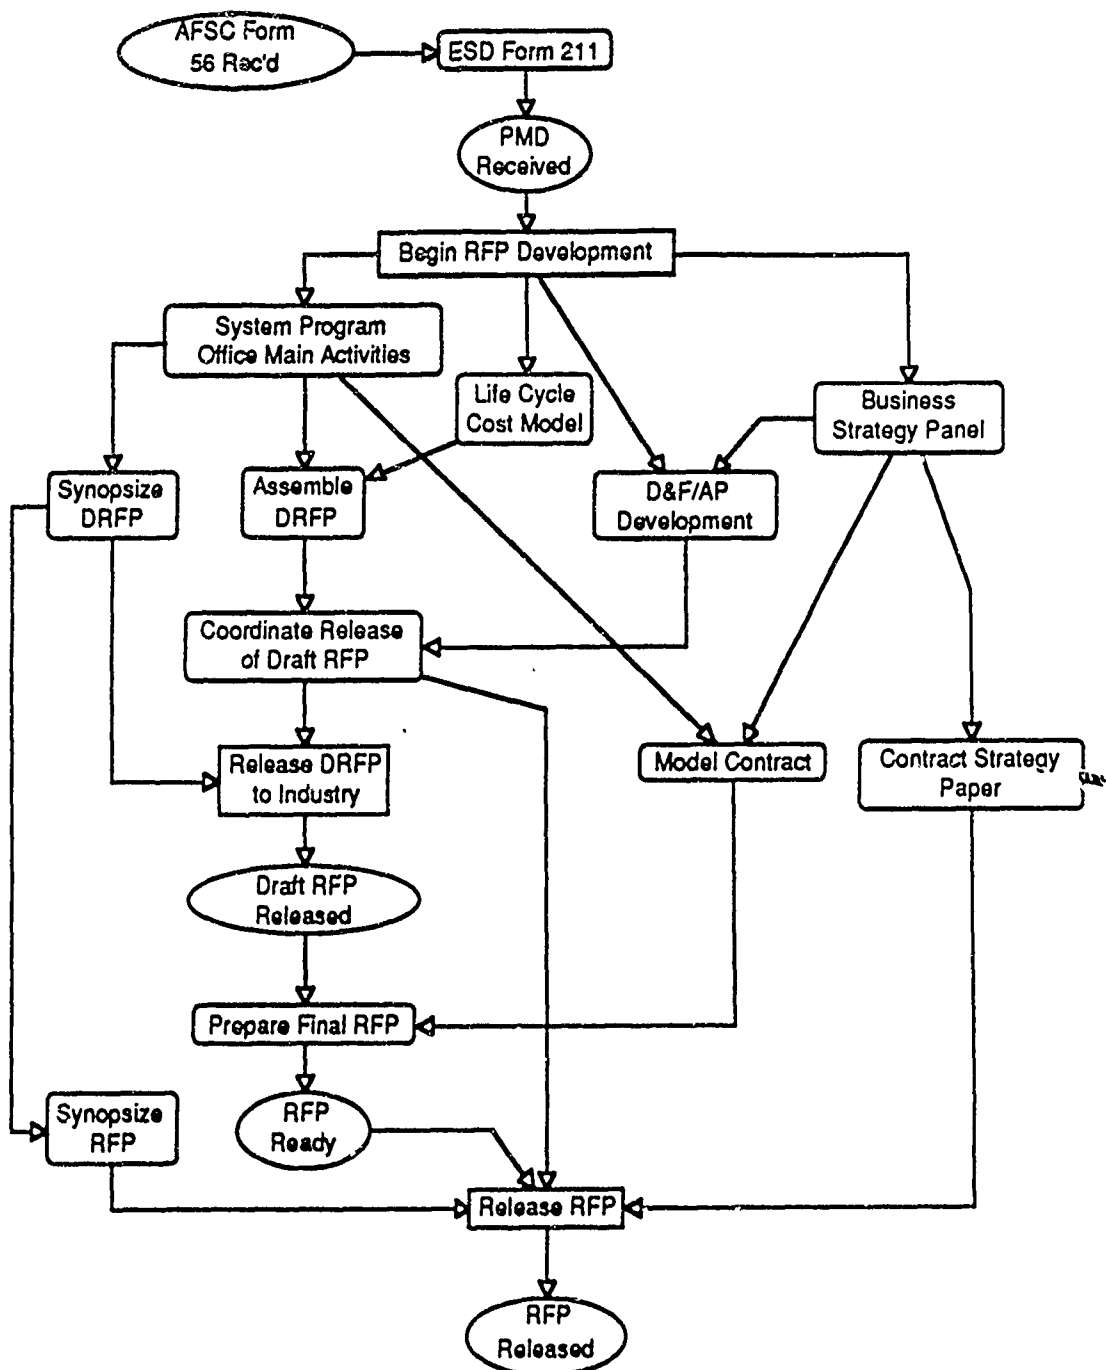 AFSC Form
56 Rec'd
ESD Form 211
PMD
Received
Begin RFP Development
System Program
Office Main Activities
Life Cycle
Cost Model
Business
Strategy Panel
Synopsize
DRFP
Assemble
DRFP
D&F/AP
Development
Coordinate Release
of Draft RFP
Release DRFP
to Industry
Model Contract
Contract Strategy
Paper
Draft RFP
Released
Prepare Final RFP
Synopsize
RFP
RFP
Ready
Release RFP
RFP
Released